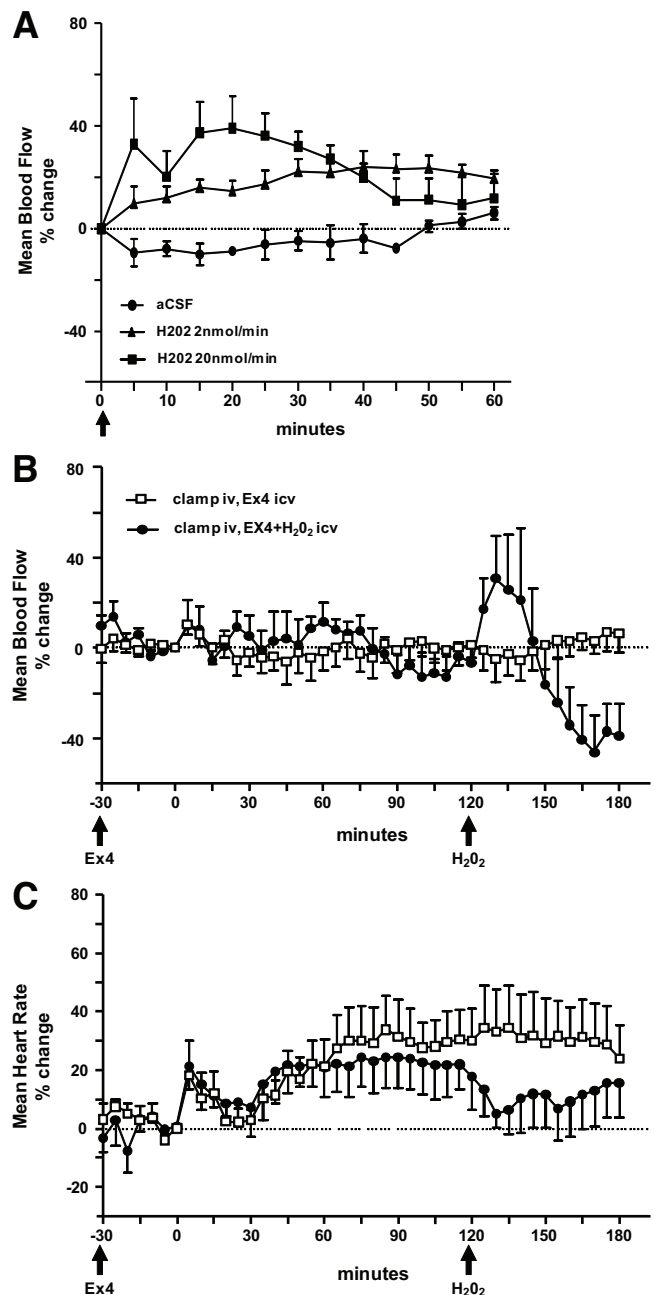 A
80
40
0
-40
Mean Blood Flow
% change
aCSF
H202 2nmol/min
H202 20nmol/min
0 10 20 30 40 50 60
minutes
B
80
40
0
-40
Mean Blood Flow
% change
clamp iv, Ex4 icv
clamp iv, EX4+H₂0₂ icv
-30 0 30 60 90 120 150 180
minutes
Ex4
H₂0₂
C
80
60
40
20
0
-20
Mean Heart Rate
% change
-30 0 30 60 90 120 150 180
minutes
Ex4
H₂0₂